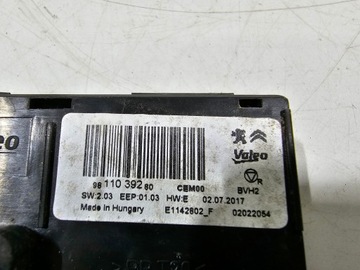 Valeo
98 110 392 80 CEM00 BVH2
SW:2.03 EEP:01.03 HW:E 02.07.2017
Made in Hungary E1142602_F 02022054